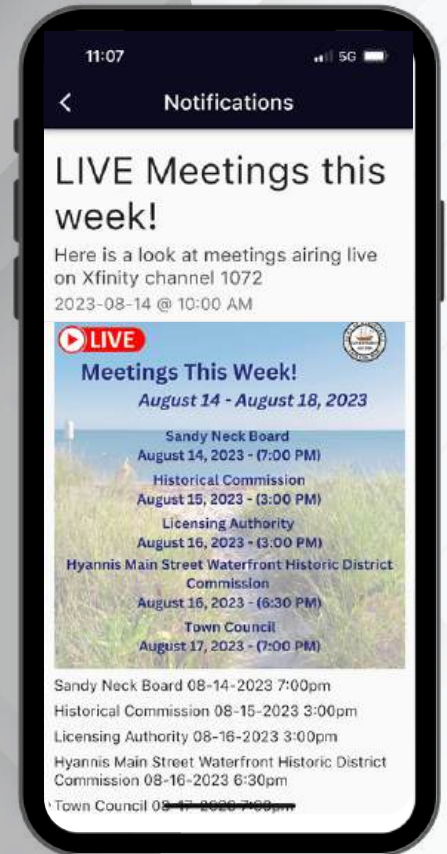 11:07
5G
Notifications
LIVE Meetings this
week!
Here is a look at meetings airing live
on Xfinity channel 1072
2023-08-14 @ 10:00 AM
LIVE
Meetings This Week!
August 14 - August 18, 2023
Sandy Neck Board
August 14, 2023 - (7:00 PM)
Historical Commission
August 15, 2023 - (3:00 PM)
Licensing Authority
August 16, 2023 - (3:00 PM)
Hyannis Main Street Waterfront Historic District
Commission
August 16, 2023 - (6:30 PM)
Town Council
August 17, 2023 - (7:00 PM)
Sandy Neck Board 08-14-2023 7:00pm
Historical Commission 08-15-2023 3:00pm
Licensing Authority 08-16-2023 3:00pm
Hyannis Main Street Waterfront Historic District
Commission 08-16-2023 6:30pm
Town Council